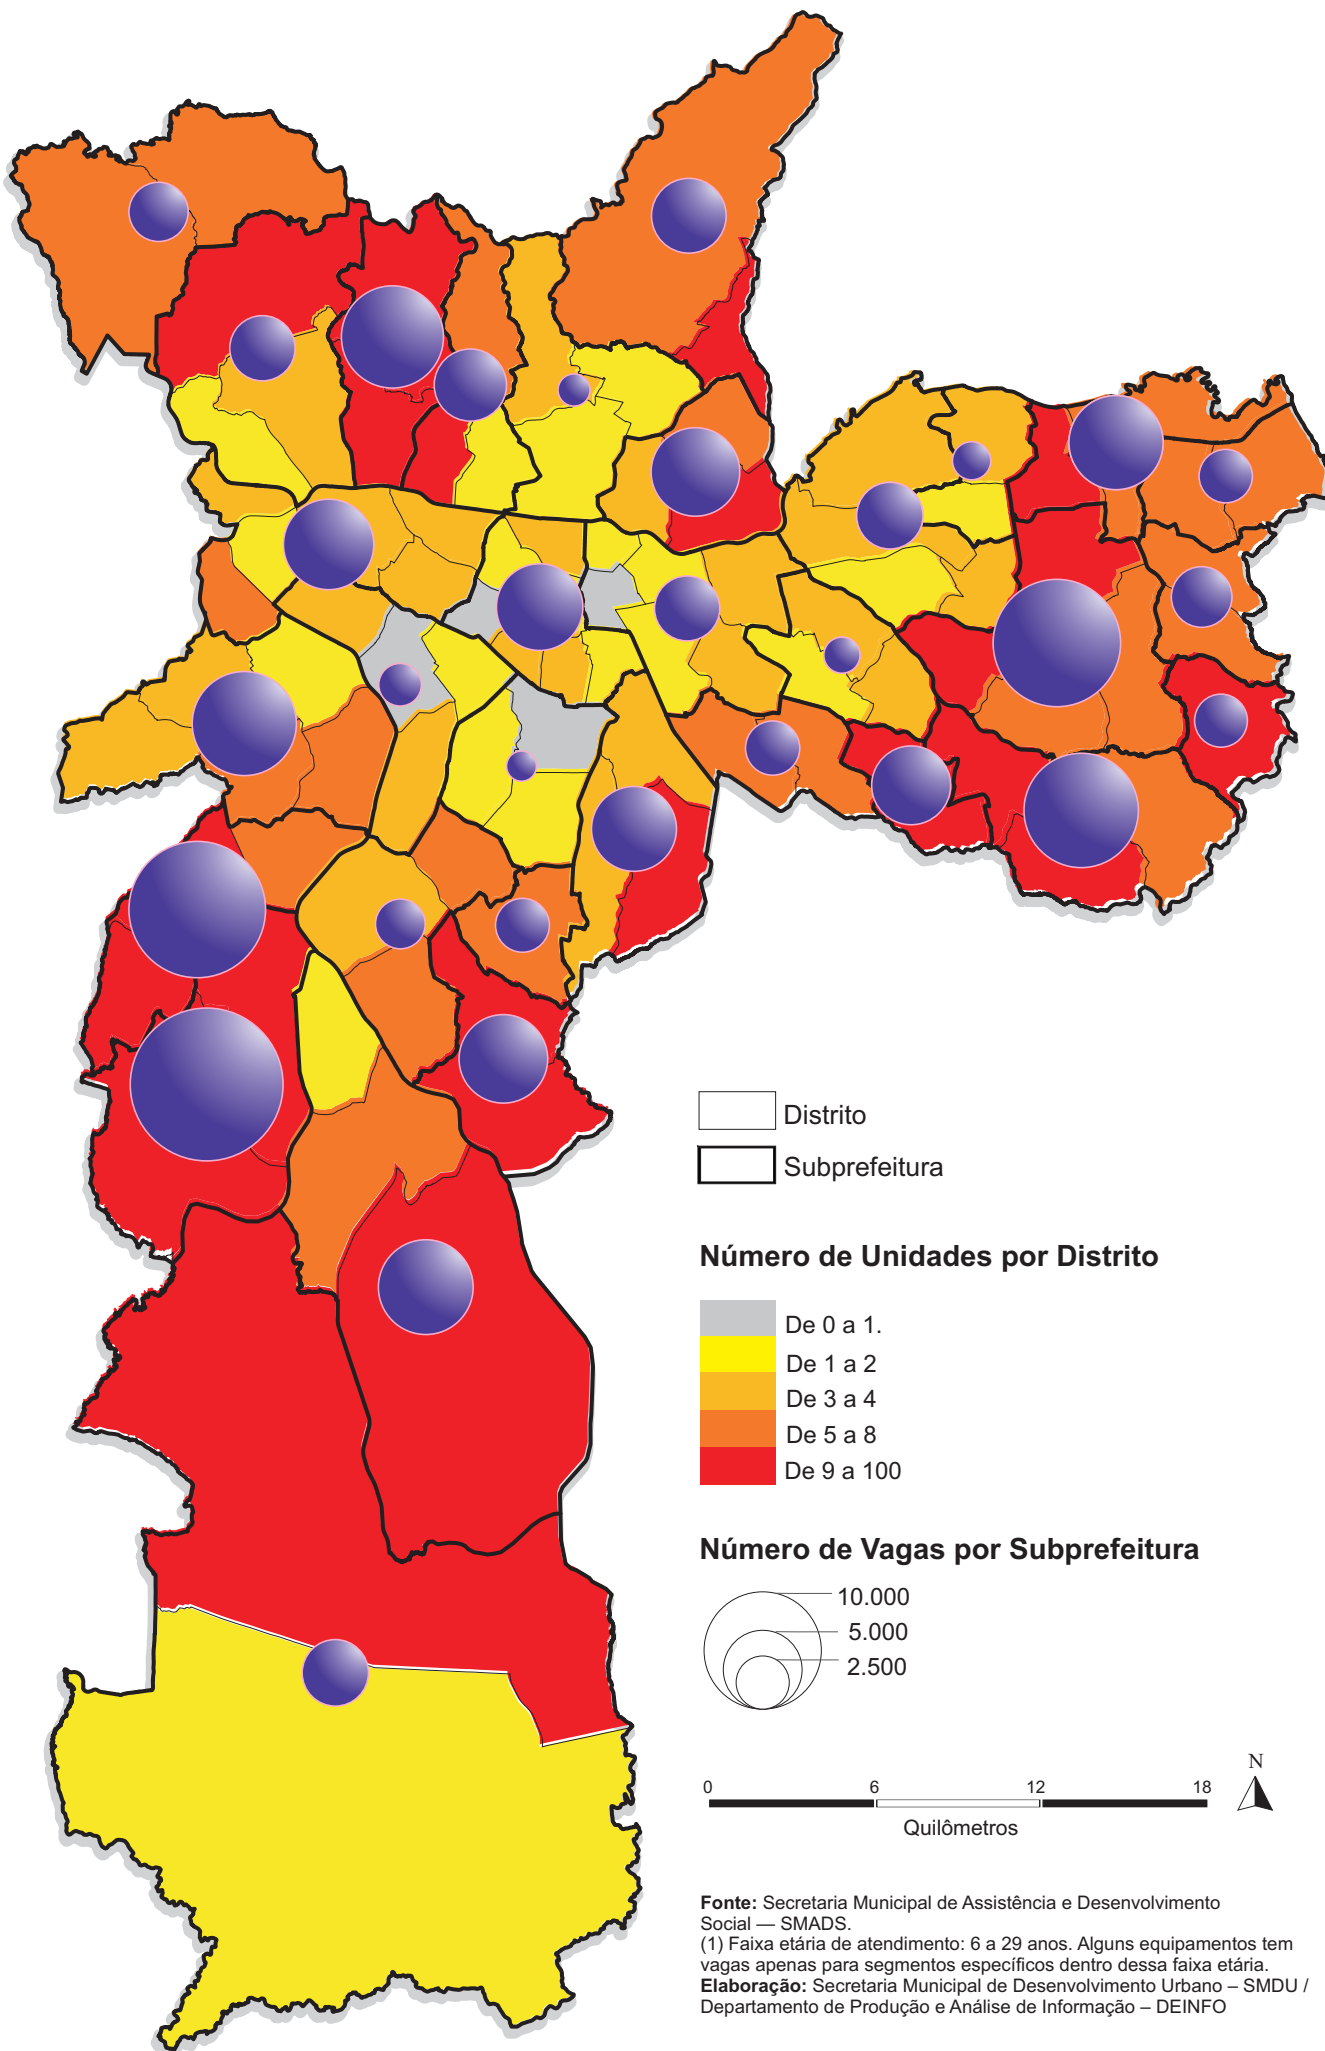 Distrito
Subprefeitura
Número de Unidades por Distrito
De 0 a 1.
De 1 a 2
De 3 a 4
De 5 a 8
De 9 a 100
Número de Vagas por Subprefeitura
10.000
5.000
2.500
0 6 12 18
N
Quilômetros
Fonte: Secretaria Municipal de Assistência e Desenvolvimento
Social — SMADS.
(1) Faixa etária de atendimento: 6 a 29 anos. Alguns equipamentos tem
vagas apenas para segmentos específicos dentro dessa faixa etária.
Elaboração: Secretaria Municipal de Desenvolvimento Urbano – SMDU /
Departamento de Produção e Análise de Informação – DEINFO